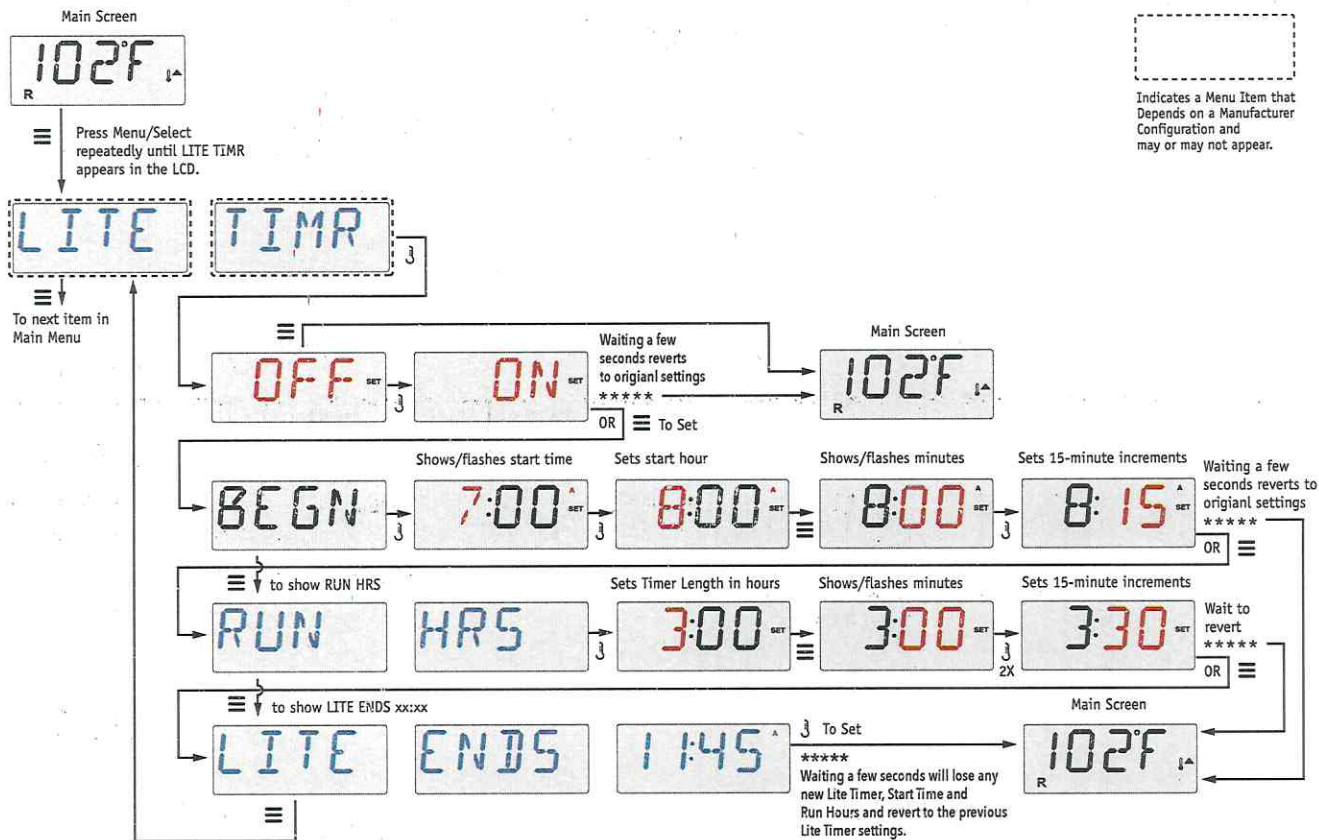 Main Screen
102°F
R
Indicates a Menu Item that
Depends on a Manufacturer
Configuration and
may or may not appear.
Press Menu/Select
repeatedly until LITE TIMR
appears in the LCD.
LITE TIMR
To next item in
Main Menu
OFF SET
ON SET
Waiting a few
seconds reverts
to origianl settings
*****
OR ☰ To Set
Main Screen
102°F
R
BEGN
Shows/flashes start time
7:00 A SET
Sets start hour
8:00 A SET
Shows/flashes minutes
8:00 A SET
Sets 15-minute increments
8:15 A SET
Waiting a few
seconds reverts to
origianl settings
*****
OR ☰
☰ to show RUN HRS
RUN HRS
Sets Timer Length in hours
3:00 SET
Shows/flashes minutes
3:00 SET
2X
Sets 15-minute increments
3:30 SET
Wait to
revert
*****
OR ☰
☰ to show LITE ENDS xx:xx
LITE ENDS 11:45 A
To Set
*****
Waiting a few seconds will lose any
new Lite Timer, Start Time and
Run Hours and revert to the previous
Lite Timer settings.
Main Screen
102°F
R